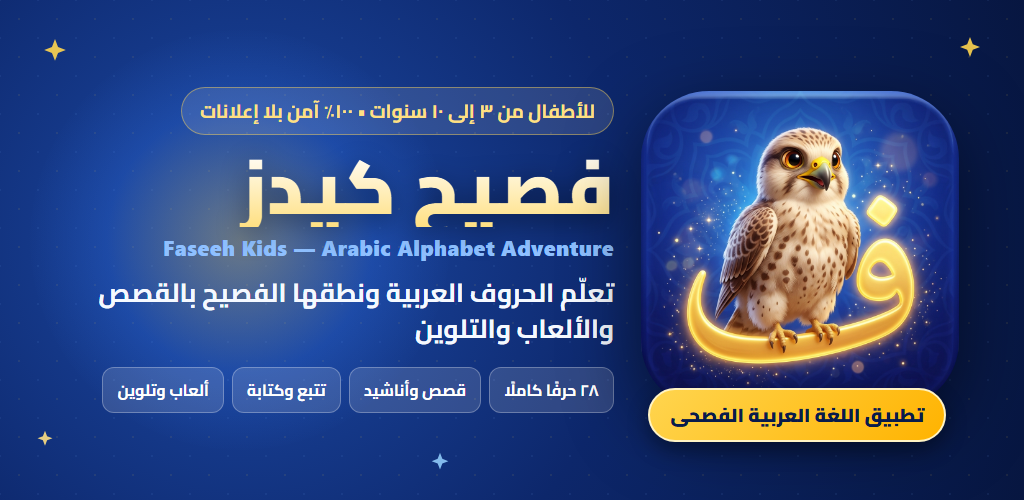 للأطفال من ٣ إلى ١٠ سنوات • ١٠٠٪ آمن بلا إعلانات
فصيح كيدز
Faseeh Kids — Arabic Alphabet Adventure
تعلّم الحروف العربية ونطقها الفصيح بالقصص
والألعاب والتلوين
٢٨ حرفًا كاملًا
قصص وأناشيد
تتبع وكتابة
ألعاب وتلوين
ف
تطبيق اللغة العربية الفصحى